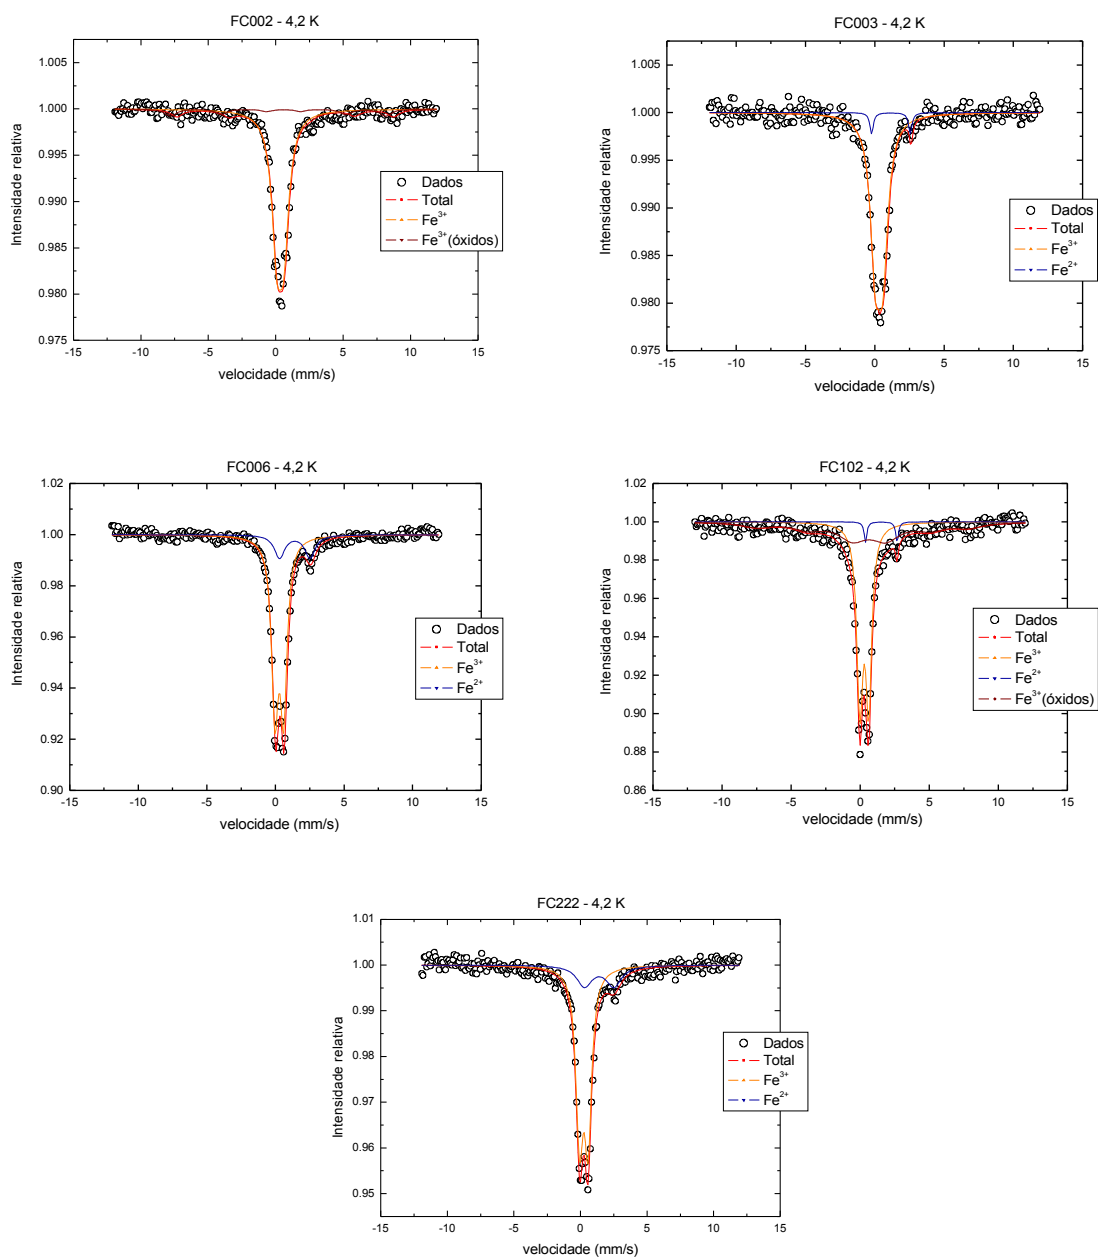 FC002 - 4,2 K
1.005
1.000
0.995
0.990
0.985
0.980
0.975
-15
-10
-5
0
5
10
15
Intensidade relativa
velocidade (mm/s)
Dados
Total
Fe³⁺
Fe³⁺(óxidos)
FC003 - 4,2 K
1.005
1.000
0.995
0.990
0.985
0.980
0.975
-15
-10
-5
0
5
10
15
Intensidade relativa
velocidade (mm/s)
Dados
Total
Fe³⁺
Fe²⁺
FC006 - 4,2 K
1.02
1.00
0.98
0.96
0.94
0.92
0.90
-15
-10
-5
0
5
10
15
Intensidade relativa
velocidade (mm/s)
Dados
Total
Fe³⁺
Fe²⁺
FC102 - 4,2 K
1.02
1.00
0.98
0.96
0.94
0.92
0.90
0.88
0.86
-15
-10
-5
0
5
10
15
Intensidade relativa
velocidade (mm/s)
Dados
Total
Fe³⁺
Fe²⁺
Fe³⁺(óxidos)
FC222 - 4,2 K
1.01
1.00
0.99
0.98
0.97
0.96
0.95
-15
-10
-5
0
5
10
15
Intensidade relativa
velocidade (mm/s)
Dados
Total
Fe³⁺
Fe²⁺